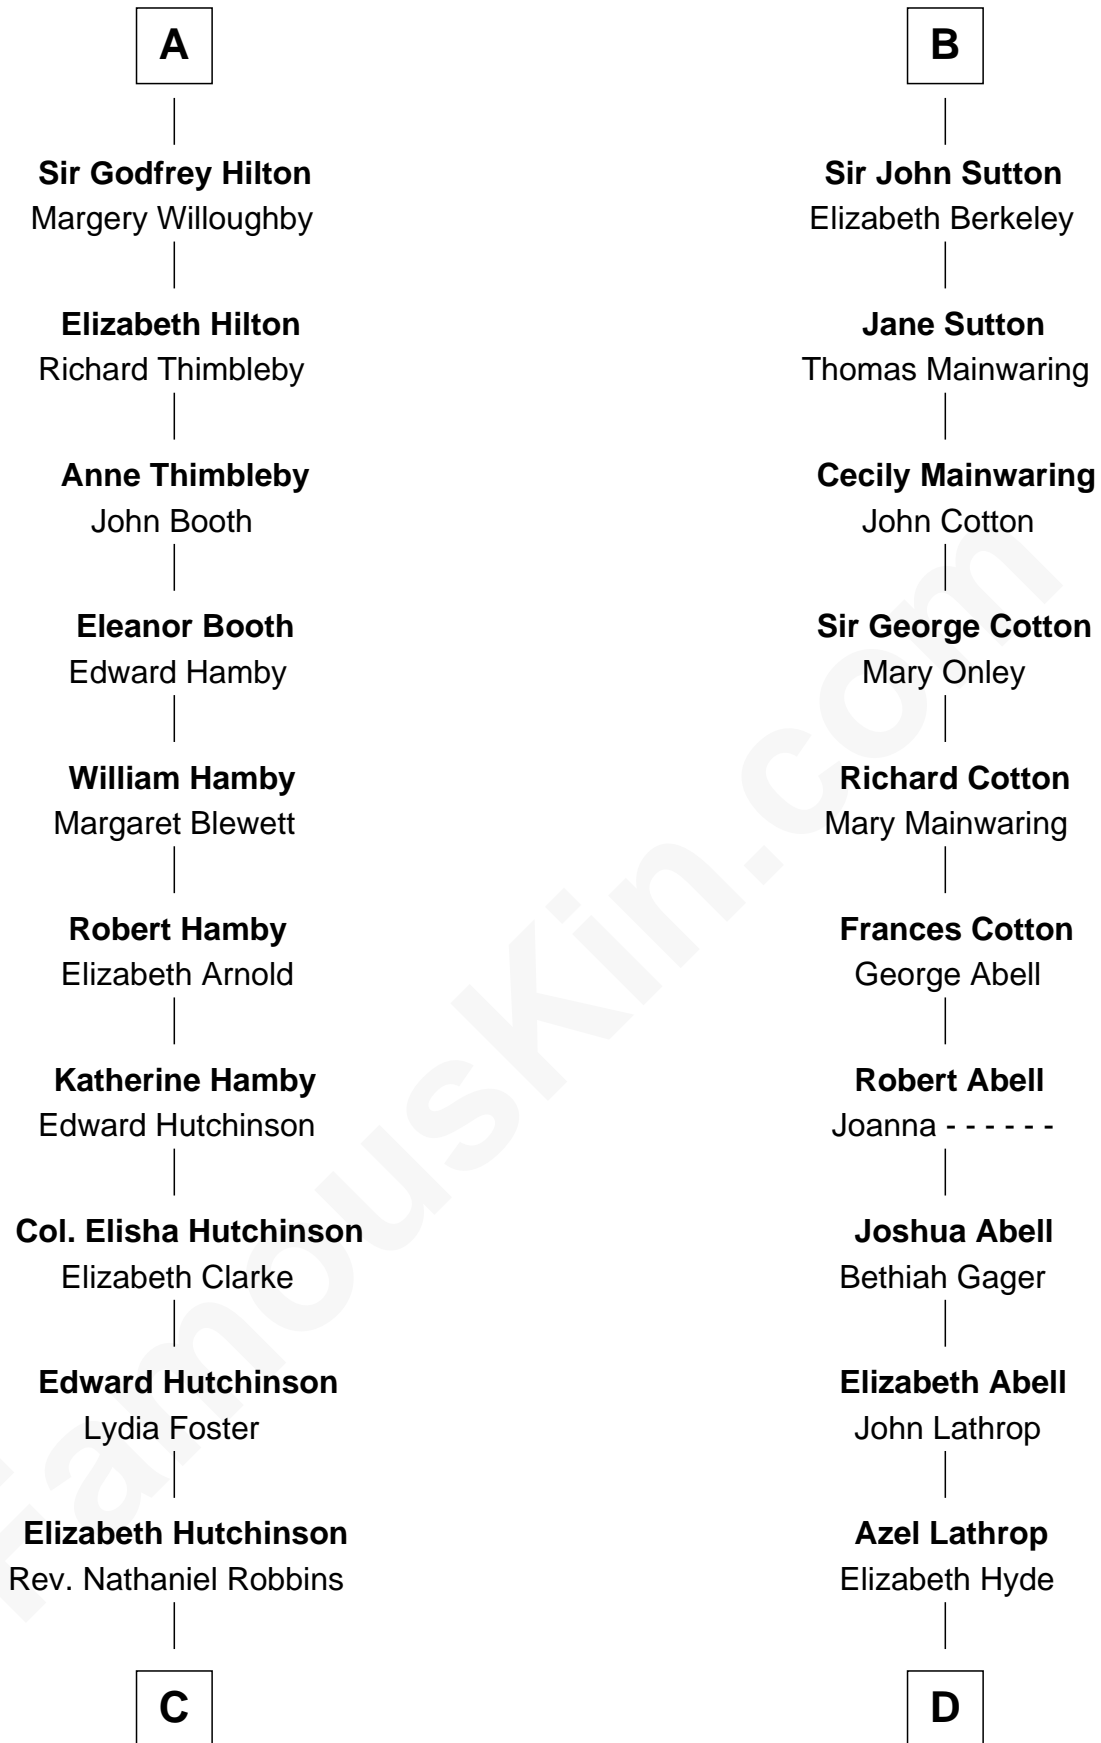 A
Sir Godfrey Hilton
Margery Willoughby
Elizabeth Hilton
Richard Thimbleby
Anne Thimbleby
John Booth
Eleanor Booth
Edward Hamby
William Hamby
Margaret Blewett
Robert Hamby
Elizabeth Arnold
Katherine Hamby
Edward Hutchinson
Col. Elisha Hutchinson
Elizabeth Clarke
Edward Hutchinson
Lydia Foster
Elizabeth Hutchinson
Rev. Nathaniel Robbins
C
B
Sir John Sutton
Elizabeth Berkeley
Jane Sutton
Thomas Mainwaring
Cecily Mainwaring
John Cotton
Sir George Cotton
Mary Onley
Richard Cotton
Mary Mainwaring
Frances Cotton
George Abell
Robert Abell
Joanna - - - - - -
Joshua Abell
Bethiah Gager
Elizabeth Abell
John Lathrop
Azel Lathrop
Elizabeth Hyde
D
FamousKin.com